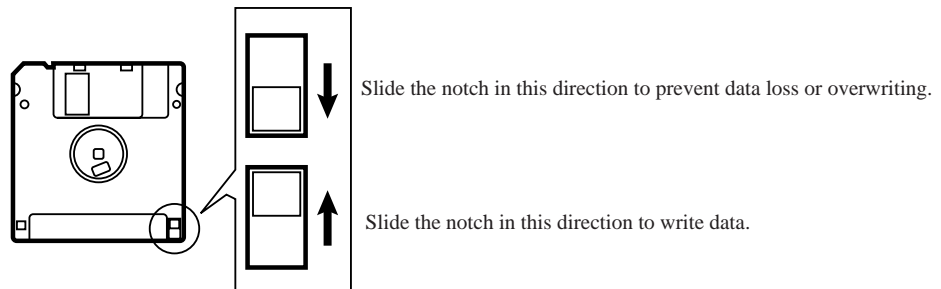 Slide the notch in this direction to prevent data loss or overwriting.
Slide the notch in this direction to write data.